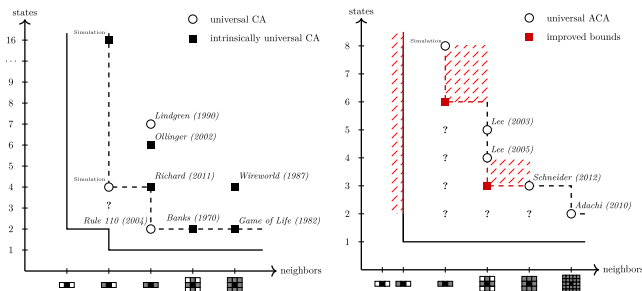 states
universal CA
intrinsically universal CA
16
Simulation
...
8
7
Lindgren (1990)
6
Ollinger (2002)
5
4
Simulation
Richard (2011)
Wireworld (1987)
3
?
2
Rule 110 (2004)
Banks (1970)
Game of Life (1982)
1
neighbors
states
universal ACA
improved bounds
8
Simulation
7
6
5
?
Lee (2003)
4
?
Lee (2005)
3
?
Schneider (2012)
2
?
?
?
Adachi (2010)
1
neighbors